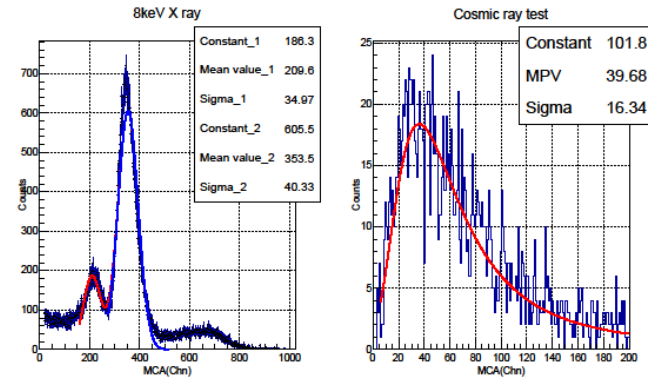 8keV X ray
Constant_1 186.3
Mean value_1 209.6
Sigma_1 34.97
Constant_2 605.5
Mean value_2 353.5
Sigma_2 40.33
700
600
500
400
300
200
100
0
Counts
0 200 400 600 800 1000
MCA(Chn)
Cosmic ray test
Constant 101.8
MPV 39.68
Sigma 16.34
25
20
15
10
5
0
Counts
0 20 40 60 80 100 120 140 160 180 200
MCA(Chn)